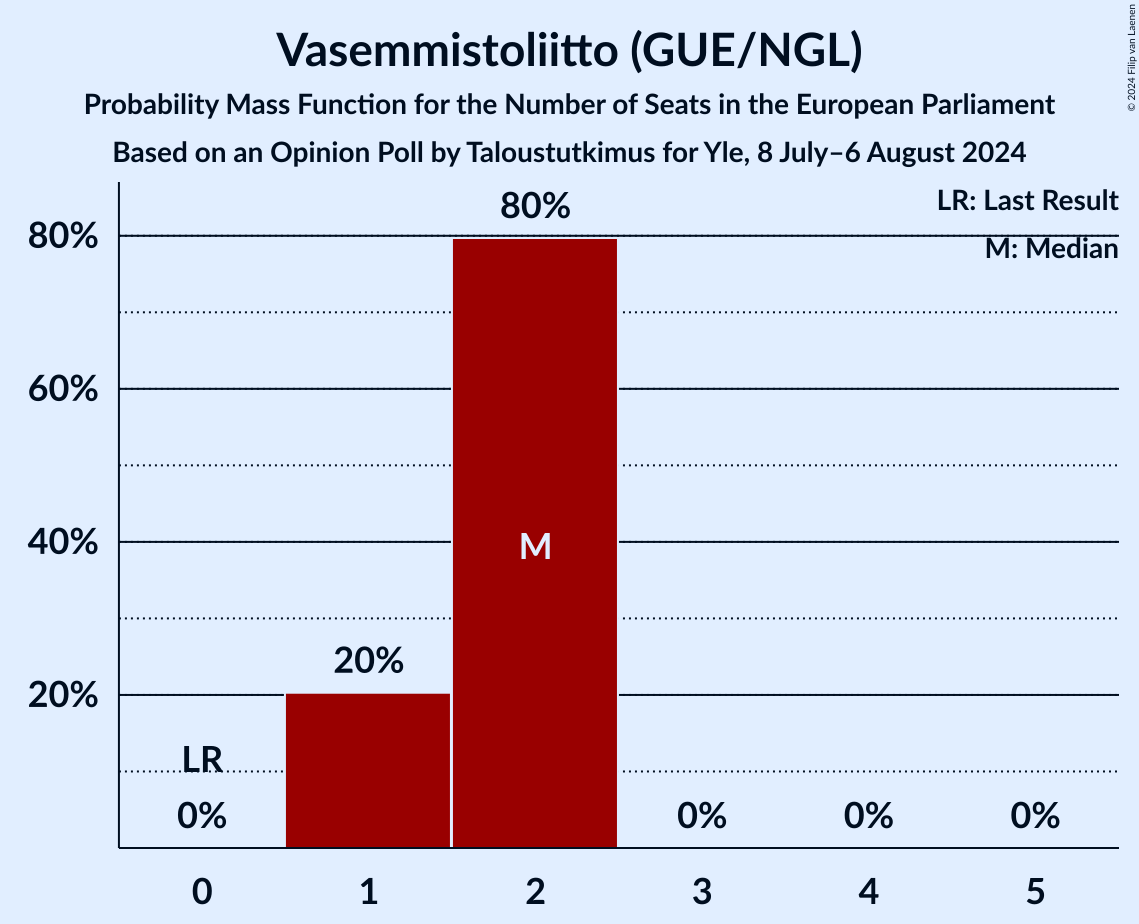 Vasemmistoliitto (GUE/NGL)
Probability Mass Function for the Number of Seats in the European Parliament
Based on an Opinion Poll by Taloustutkimus for Yle, 8 July–6 August 2024
© 2024 Filip van Laenen
LR: Last Result
M: Median
80%
80%
60%
40%
20%
M
20%
LR
0%
0%
0%
0%
0
1
2
3
4
5